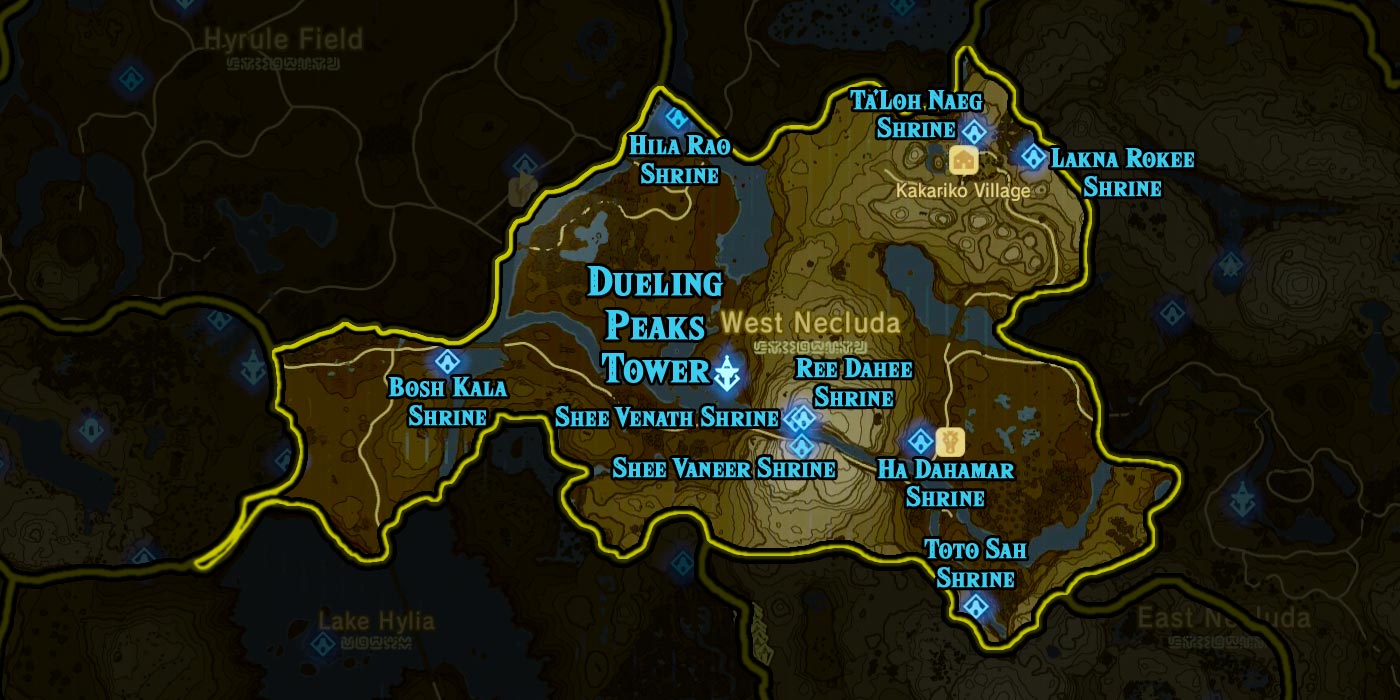 Hyrule Field
Ta'Loh Naeg
Shrine
Hila Rao
Shrine
Lakna Rokee
Shrine
Kakariko Village
Dueling
Peaks
Tower
West Necluda
Ree Dahee
Shrine
Bosh Kala
Shrine
Shee Venath Shrine
Shee Vaneer Shrine
Ha Dahamar
Shrine
Toto Sah
Shrine
Lake Hylia
East Necluda